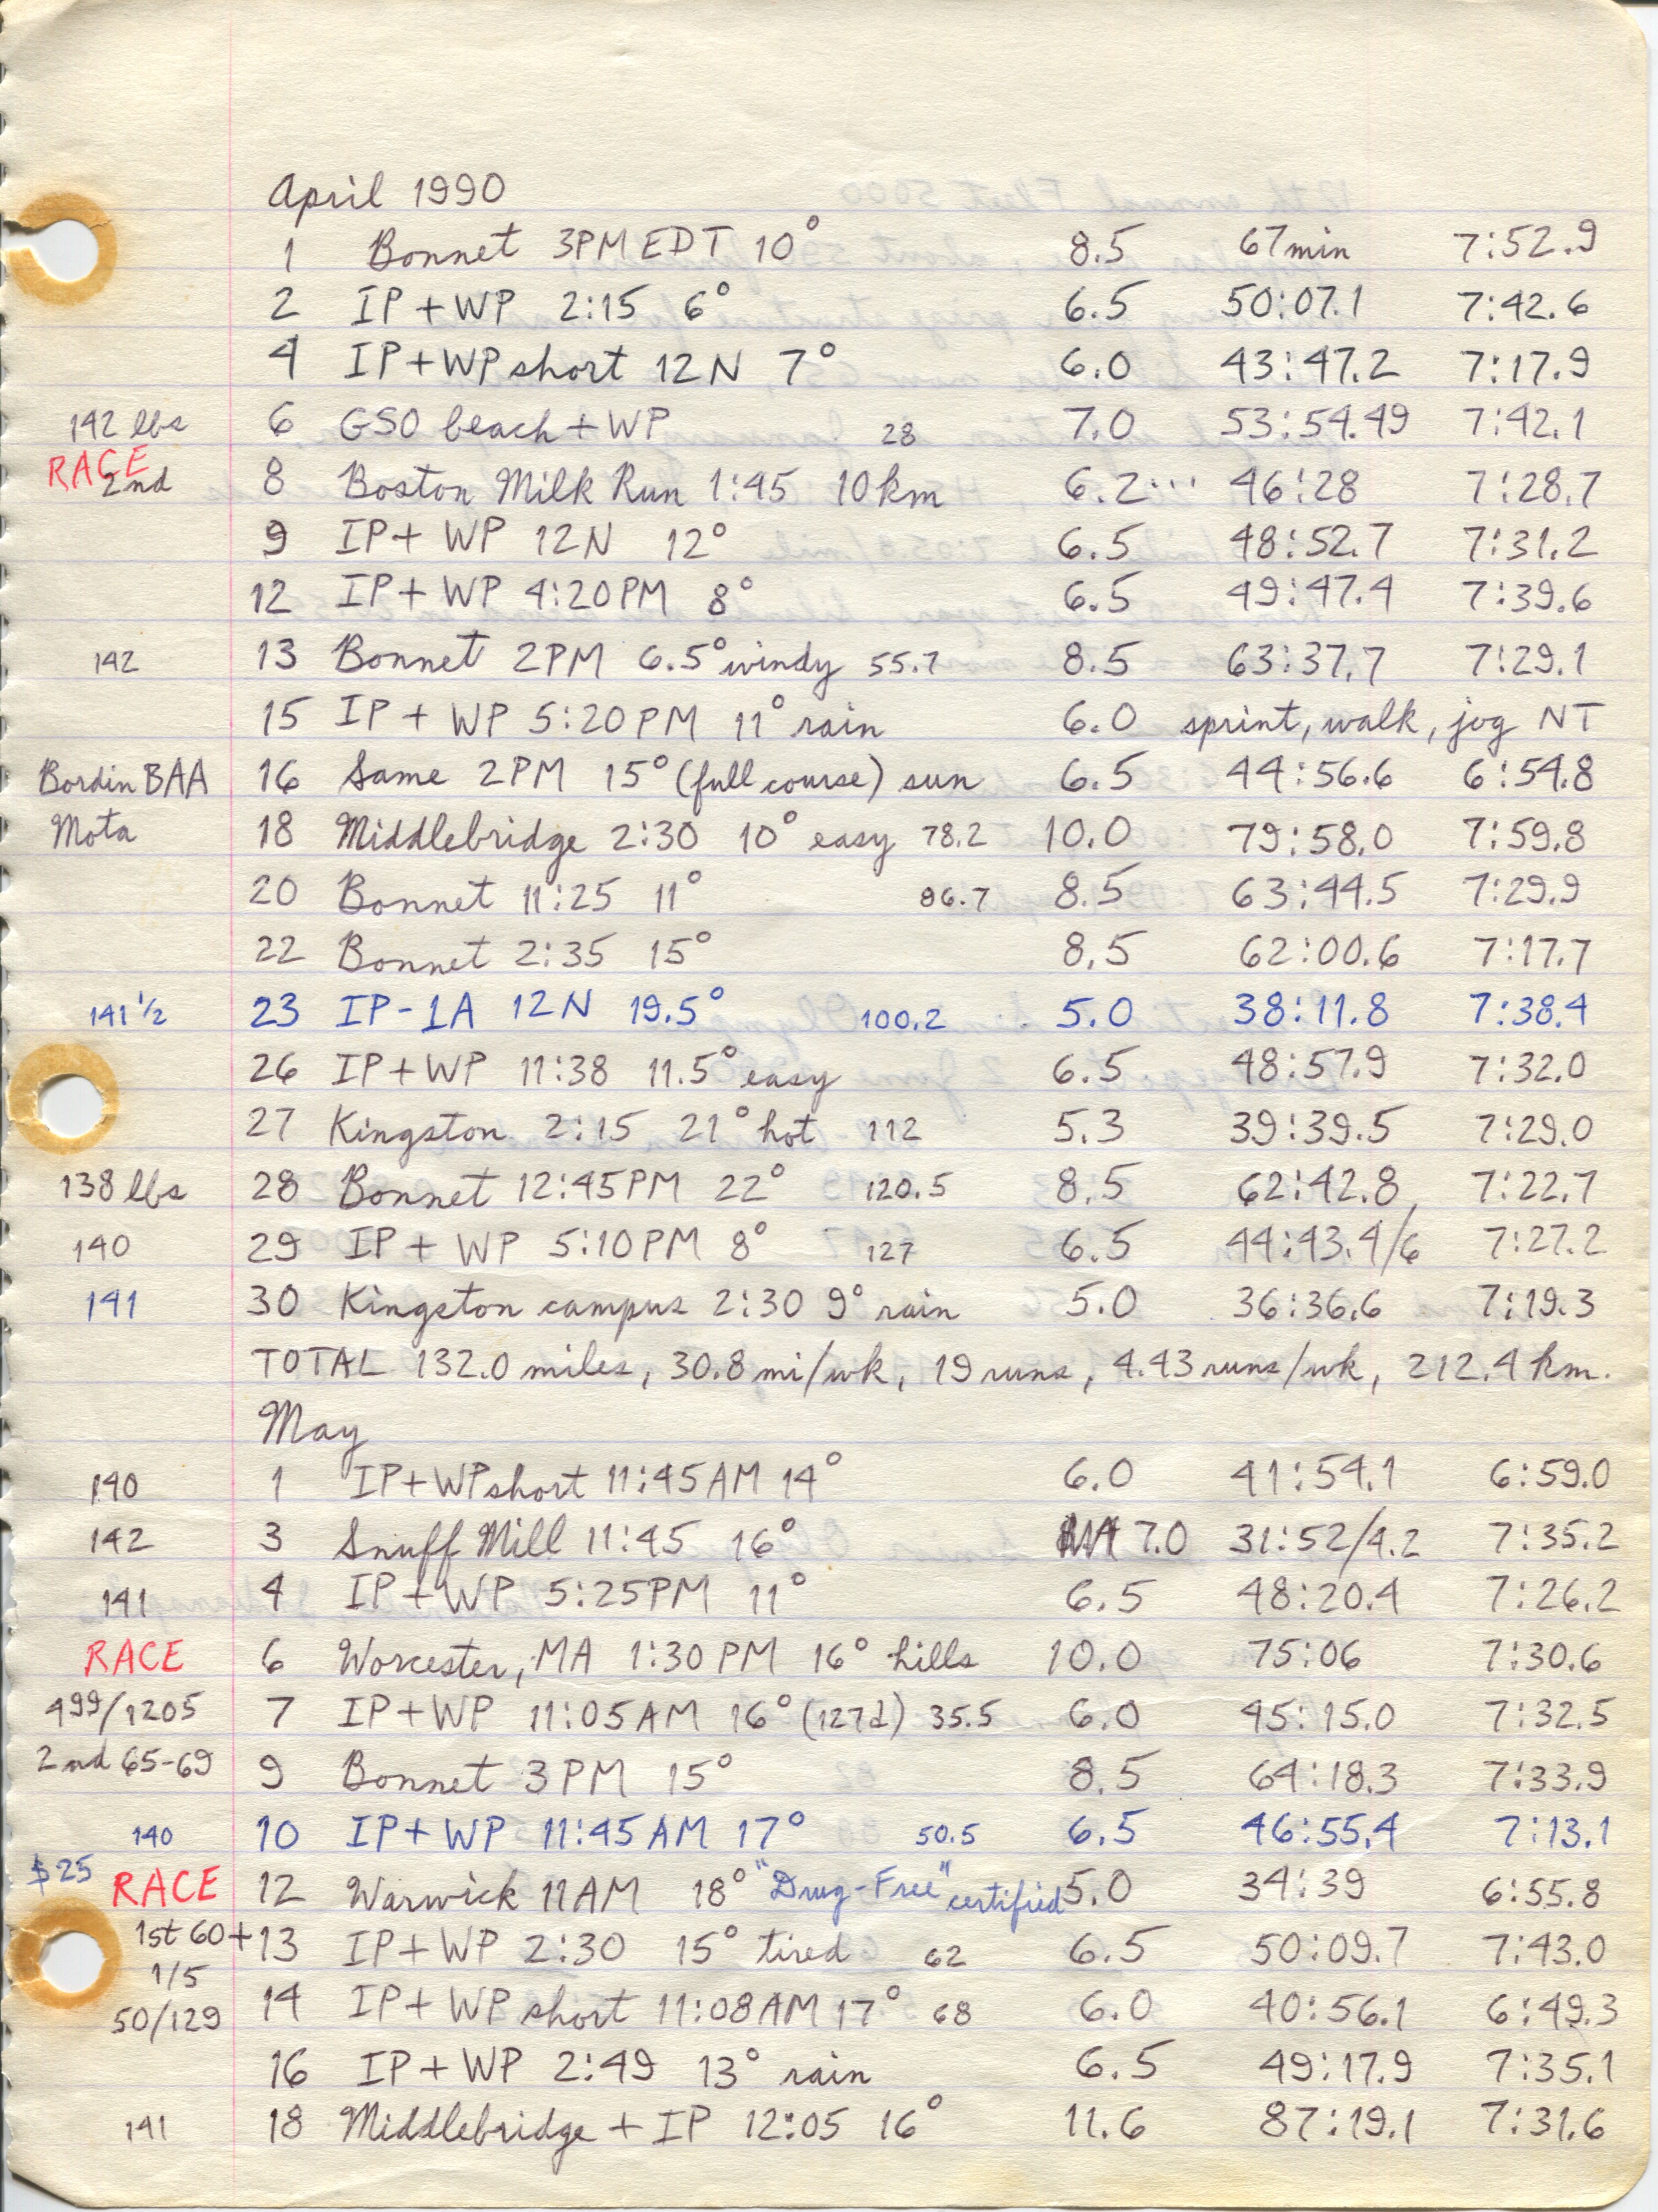 April 1990
1 Bonnet 3PM EDT 10° 8.5 67min 7:52.9
2 IP+WP 2:15 6° 6.5 50:07.1 7:42.6
4 IP+WP short 12N 7° 6.0 43:47.2 7:17.9
142 lbs 6 GSO beach+WP 28 7.0 53:54.49 7:42.1
RACE 2nd 8 Boston Milk Run 1:45 10km 6.2... 46:28 7:28.7
9 IP+WP 12N 12° 6.5 48:52.7 7:31.2
12 IP+WP 4:20PM 8° 6.5 49:47.4 7:39.6
142 13 Bonnet 2PM 6.5° windy 55.7 8.5 63:37.7 7:29.1
15 IP+WP 5:20PM 11° rain 6.0 sprint, walk, jog NT
Bordin BAA 16 Same 2PM 15° (full course) sun 6.5 44:56.6 6:54.8
Mota 18 Middlebridge 2:30 10° easy 78.2 10.0 79:58.0 7:59.8
20 Bonnet 11:25 11° 86.7 8.5 63:44.5 7:29.9
22 Bonnet 2:35 15° 8.5 62:00.6 7:17.7
141 1/2 23 IP-1A 12N 19.5° 100.2 5.0 38:11.8 7:38.4
26 IP+WP 11:38 11.5° easy 6.5 48:57.9 7:32.0
27 Kingston 2:15 21° hot 112 5.3 39:39.5 7:29.0
138 lbs 28 Bonnet 12:45PM 22° 120.5 8.5 62:42.8 7:22.7
140 29 IP+WP 5:10PM 8° 127 6.5 44:43.4/6 7:27.2
141 30 Kingston campus 2:30 9° rain 5.0 36:36.6 7:19.3
TOTAL 132.0 miles, 30.8 mi/wk, 19 runs, 4.43 runs/wk, 212.4 km.
May
140 1 IP+WP short 11:45AM 14° 6.0 41:54.1 6:59.0
142 3 Snuff Mill 11:45 16° 7.0 31:52/4.2 7:35.2
141 4 IP+WP 5:25PM 11° 6.5 48:20.4 7:26.2
RACE 6 Worcester, MA 1:30 PM 16° hills 10.0 75:06 7:30.6
499/1205 7 IP+WP 11:05AM 16° (127d) 35.5 6.0 45:15.0 7:32.5
2nd 65-69 9 Bonnet 3PM 15° 8.5 64:18.3 7:33.9
140 10 IP+WP 11:45AM 17° 50.5 6.5 46:55.4 7:13.1
$25 RACE 12 Warwick 11AM 18° "Drug-Free" certified 5.0 34:39 6:55.8
1st 60+ 13 IP+WP 2:30 15° tired 62 6.5 50:09.7 7:43.0
1/5
50/129 14 IP+WP short 11:08AM 17° 68 6.0 40:56.1 6:49.3
16 IP+WP 2:49 13° rain 6.5 49:17.9 7:35.1
141 18 Middlebridge + IP 12:05 16° 11.6 87:19.1 7:31.6